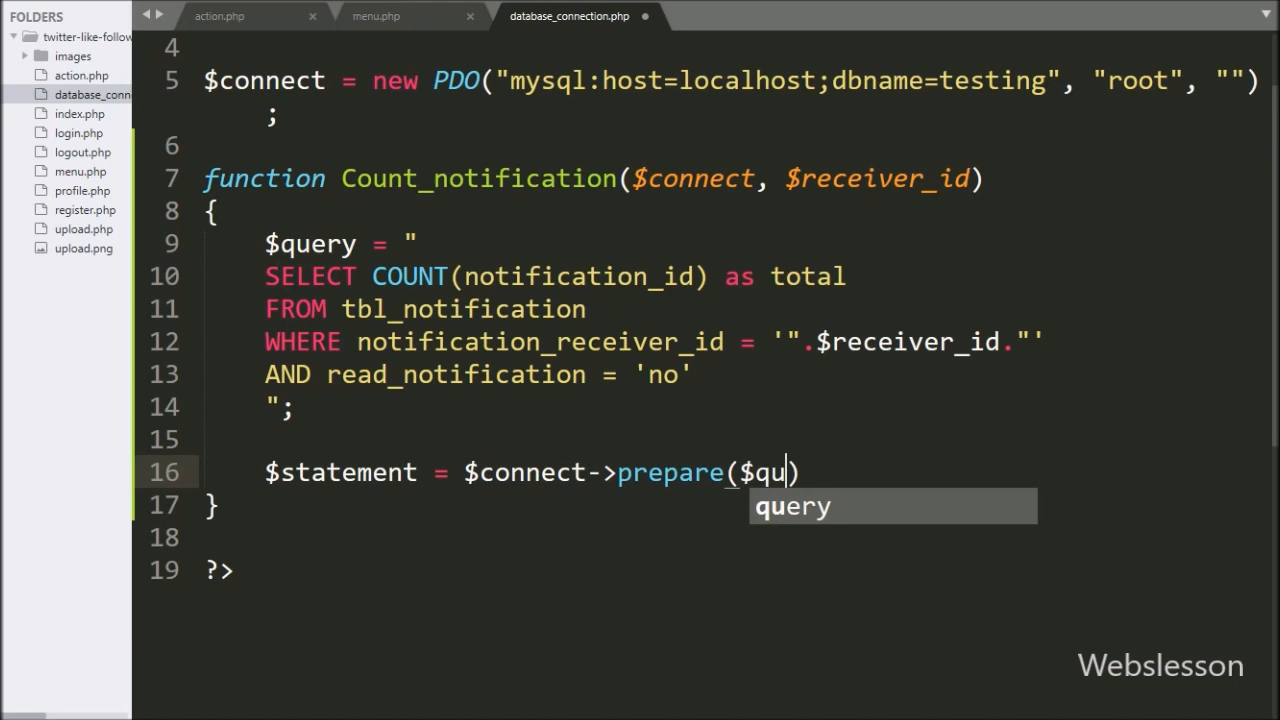 FOLDERS
twitter-like-follow
images
action.php
database_conn
index.php
login.php
logout.php
menu.php
profile.php
register.php
upload.php
upload.png
action.php × menu.php × database_connection.php
4
5 $connect = new PDO("mysql:host=localhost;dbname=testing", "root", "")
;
6
7 function Count_notification($connect, $receiver_id)
8 {
9 $query = "
10 SELECT COUNT(notification_id) as total
11 FROM tbl_notification
12 WHERE notification_receiver_id = '".$receiver_id."'
13 AND read_notification = 'no'
14 ";
15
16 $statement = $connect->prepare($qu)
query
17 }
18
19 ?>
Webslesson